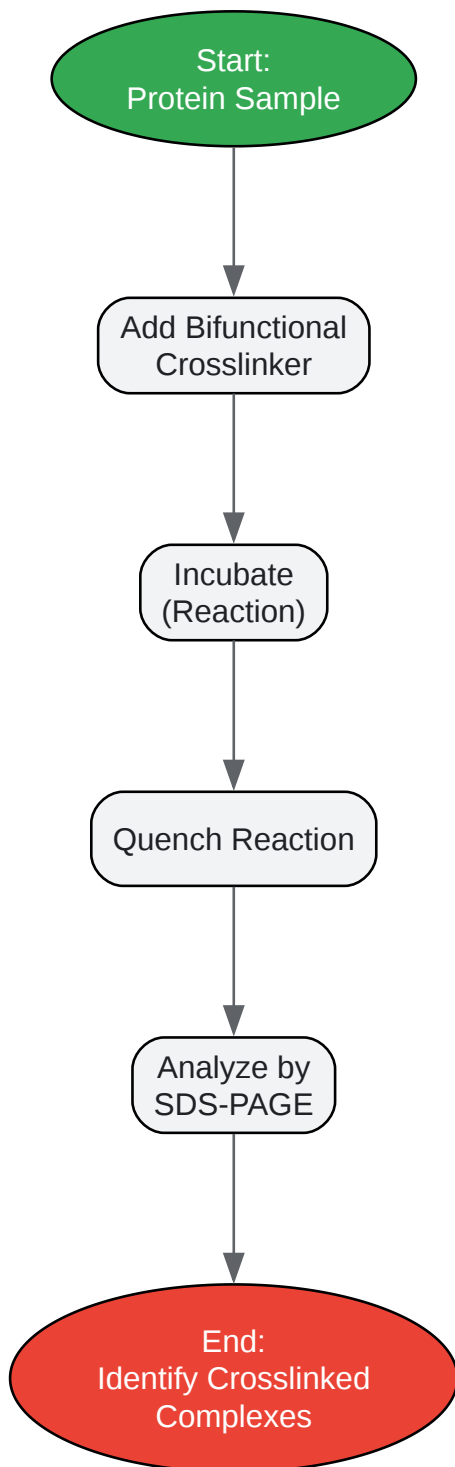 Start:
Protein Sample
Add Bifunctional
Crosslinker
Incubate
(Reaction)
Quench Reaction
Analyze by
SDS-PAGE
End:
Identify Crosslinked
Complexes